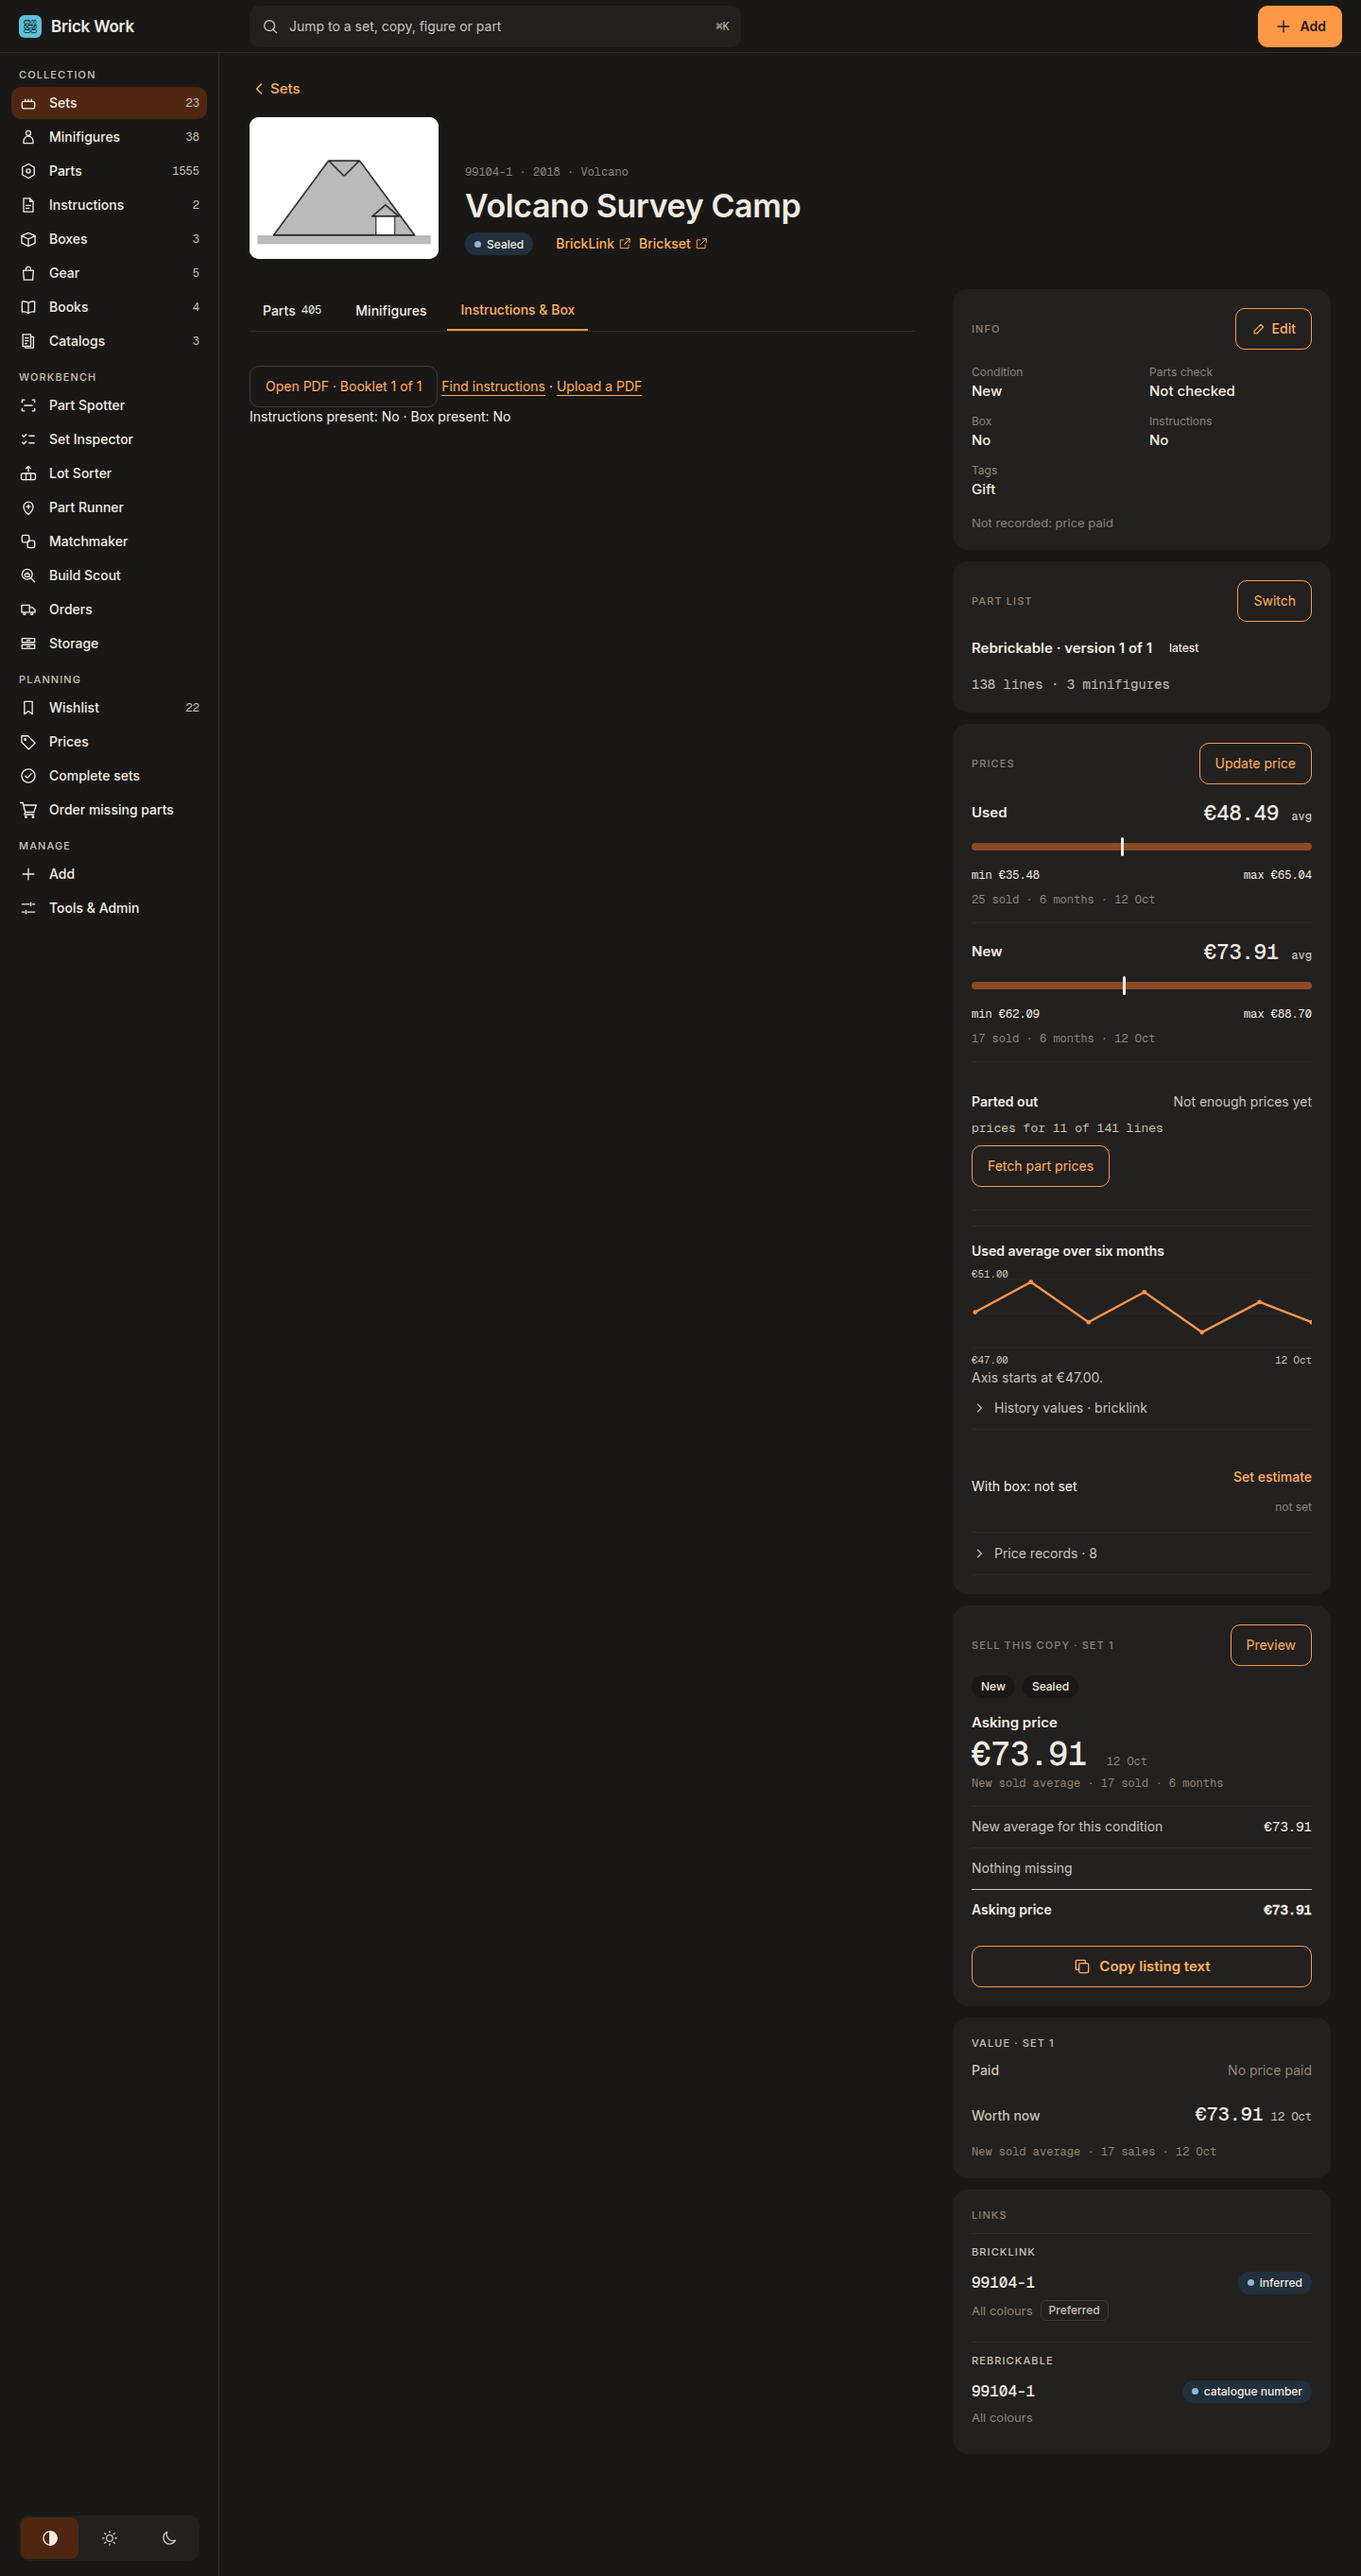 Brick Work
Jump to a set, copy, figure or part
⌘K
Add
COLLECTION
Sets 23
Minifigures 38
Parts 1555
Instructions 2
Boxes 3
Gear 5
Books 4
Catalogs 3
WORKBENCH
Part Spotter
Set Inspector
Lot Sorter
Part Runner
Matchmaker
Build Scout
Orders
Storage
PLANNING
Wishlist 22
Prices
Complete sets
Order missing parts
MANAGE
Add
Tools & Admin
Sets
99104-1 · 2018 · Volcano
Volcano Survey Camp
Sealed BrickLink Brickset
Parts 405 Minifigures Instructions & Box
Open PDF · Booklet 1 of 1 Find instructions · Upload a PDF
Instructions present: No · Box present: No
INFO Edit
Condition Parts check
New Not checked
Box Instructions
No No
Tags
Gift
Not recorded: price paid
PART LIST Switch
Rebrickable · version 1 of 1 latest
138 lines · 3 minifigures
PRICES Update price
Used €48.49 avg
min €35.48 max €65.04
25 sold · 6 months · 12 Oct
New €73.91 avg
min €62.09 max €88.70
17 sold · 6 months · 12 Oct
Parted out Not enough prices yet
prices for 11 of 141 lines
Fetch part prices
Used average over six months
€51.00
€47.00 12 Oct
Axis starts at €47.00.
History values · bricklink
With box: not set Set estimate
not set
Price records · 8
SELL THIS COPY · SET 1 Preview
New Sealed
Asking price
€73.91 12 Oct
New sold average · 17 sold · 6 months
New average for this condition €73.91
Nothing missing
Asking price €73.91
Copy listing text
VALUE · SET 1
Paid No price paid
Worth now €73.91 12 Oct
New sold average · 17 sales · 12 Oct
LINKS
BRICKLINK
99104-1 inferred
All colours Preferred
REBRICKABLE
99104-1 catalogue number
All colours